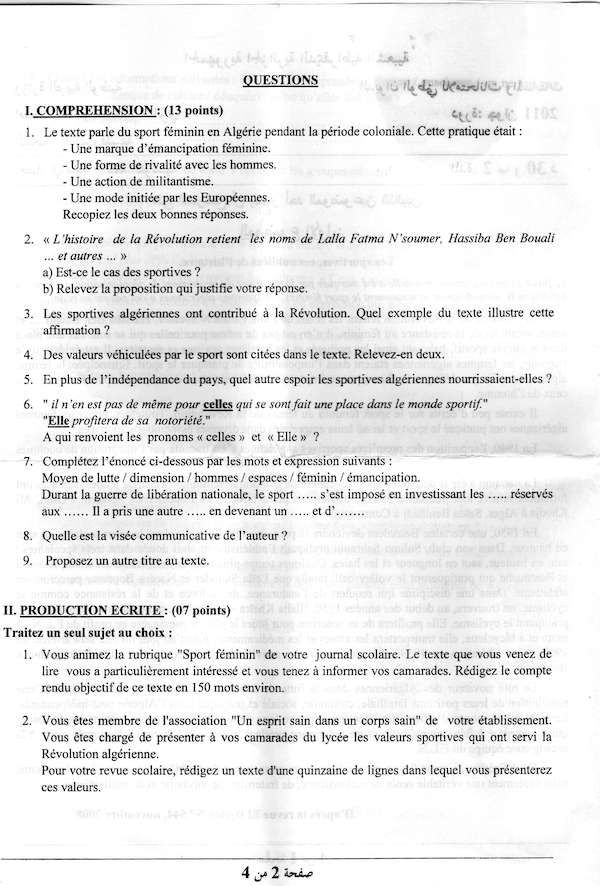 QUESTIONS
I. COMPREHENSION : (13 points)
1. Le texte parle du sport féminin en Algérie pendant la période coloniale. Cette pratique était :
- Une marque d’émancipation féminine.
- Une forme de rivalité avec les hommes.
- Une action de militantisme.
- Une mode initiée par les Européennes.
Recopiez les deux bonnes réponses.
2. « L’histoire de la Révolution retient les noms de Lalla Fatma N’soumer, Hassiba Ben Bouali
... et autres ... »
a) Est-ce le cas des sportives ?
b) Relevez la proposition qui justifie votre réponse.
3. Les sportives algériennes ont contribué à la Révolution. Quel exemple du texte illustre cette
affirmation ?
4. Des valeurs véhiculées par le sport sont citées dans le texte. Relevez-en deux.
5. En plus de l’indépendance du pays, quel autre espoir les sportives algériennes nourrissaient-elles ?
6. " il n’en est pas de même pour celles qui se sont fait une place dans le monde sportif."
"Elle profitera de sa notoriété."
A qui renvoient les pronoms « celles » et « Elle » ?
7. Complétez l’énoncé ci-dessous par les mots et expression suivants :
Moyen de lutte / dimension / hommes / espaces / féminin / émancipation.
Durant la guerre de libération nationale, le sport ..... s’est imposé en investissant les ..... réservés
aux ...... Il a pris une autre ..... en devenant un ..... et d’.......
8. Quelle est la visée communicative de l’auteur ?
9. Proposez un autre titre au texte.
II. PRODUCTION ECRITE : (07 points)
Traitez un seul sujet au choix :
1. Vous animez la rubrique "Sport féminin" de votre journal scolaire. Le texte que vous venez de
lire vous a particulièrement intéressé et vous tenez à informer vos camarades. Rédigez le compte
rendu objectif de ce texte en 150 mots environ.
2. Vous êtes membre de l'association "Un esprit sain dans un corps sain" de votre établissement.
Vous êtes chargé de présenter à vos camarades du lycée les valeurs sportives qui ont servi la
Révolution algérienne.
Pour votre revue scolaire, rédigez un texte d'une quinzaine de lignes dans lequel vous présenterez
ces valeurs.
صفحة 2 من 4